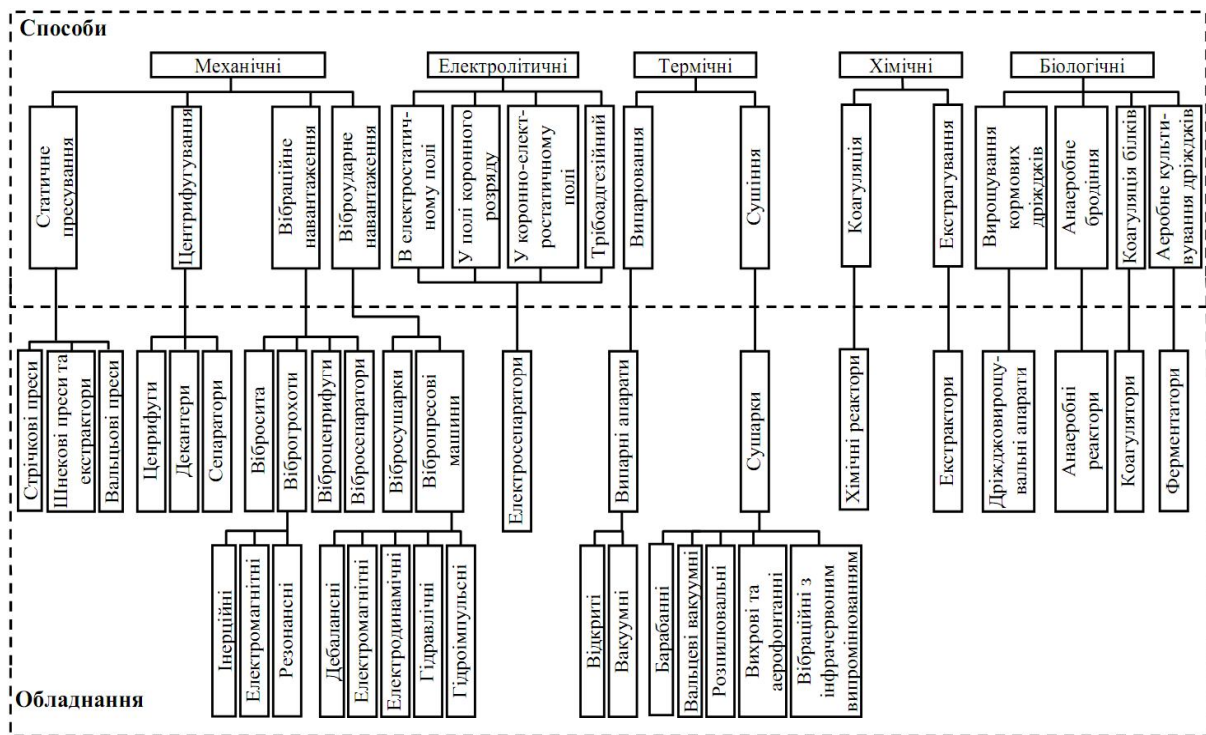 Способи
Механічні
Електролітичні
Термічні
Хімічні
Біологічні
Статичне
пресування
Центрифугування
Вібраційне
навантаження
Віброударне
навантаження
В електростатич-
ному полі
У полі коронного
розряду
У коронно-елект-
ростатичному
полі
Трібоадгезійний
Випарювання
Сушіння
Коагуляція
Екстрагування
Вирощування
кормових
дріжджів
Анаеробне
бродіння
Коагуляція білків
Аеробне культи-
вування дріжджів
Стрічкові преси
Шнекові преси та
екстрактори
Вальцьові преси
Ценрифуги
Декантери
Сепаратори
Вібросита
Віброгрохоти
Віброценрифуги
Вібросепаратори
Вібросушарки
Вібропресові
машини
Електросепаратори
Випарні апарати
Сушарки
Хімічні реактори
Екстрактори
Дріжджовирощу-
вальні апарати
Анаеробні
реактори
Коагулятори
Ферментатори
Інерційні
Електромагнітні
Резонансні
Дебалансні
Електромагнітні
Електродинамічні
Гідравлічні
Гідроімпульсні
Відкриті
Вакуумні
Барабанні
Вальцеві вакуумні
Розпилювальні
Вихрові та
аерофонтанні
Вібраційні з
інфрачервоним
випромінюванням
Обладнання